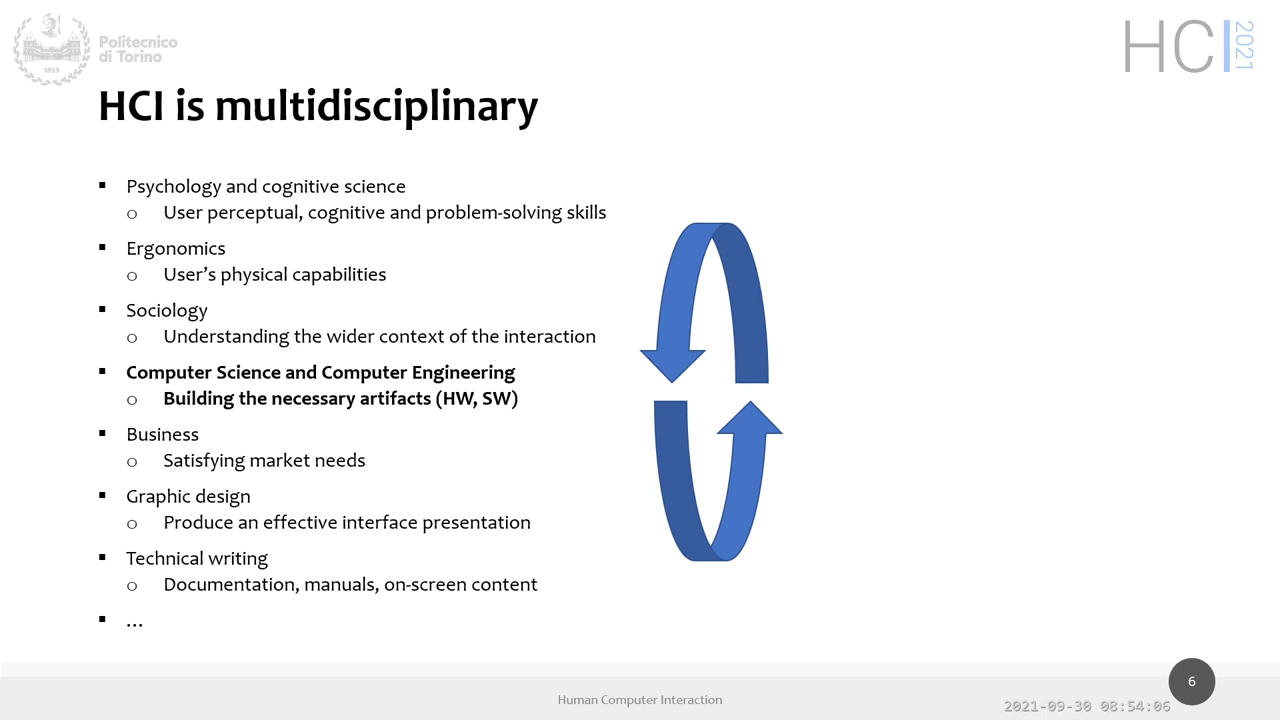 Politecnico
di Torino
1859
HCI 2021
HCI is multidisciplinary
▪ Psychology and cognitive science
o User perceptual, cognitive and problem-solving skills
▪ Ergonomics
o User’s physical capabilities
▪ Sociology
o Understanding the wider context of the interaction
▪ Computer Science and Computer Engineering
o Building the necessary artifacts (HW, SW)
▪ Business
o Satisfying market needs
▪ Graphic design
o Produce an effective interface presentation
▪ Technical writing
o Documentation, manuals, on-screen content
▪ …
6
Human Computer Interaction
2021-09-30 08:54:06